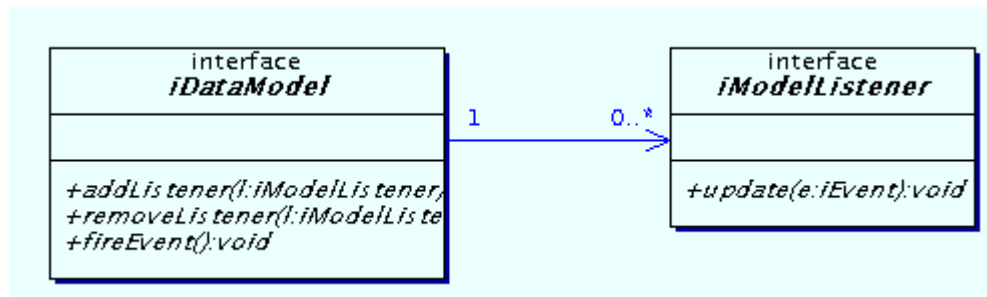 interface
iDataModel
+addListener(l:iModelListener)
+removeListener(l:iModelListe
+fireEvent():void
1
0..*
interface
iModelListener
+update(e:iEvent):void